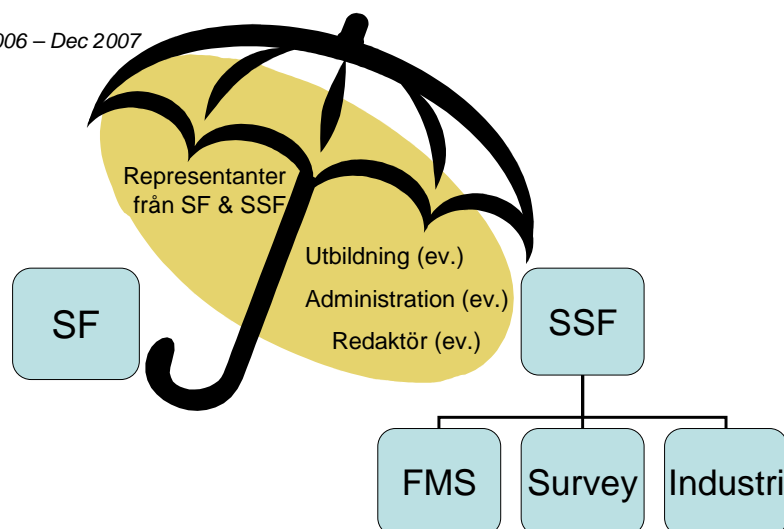 006 – Dec 2007
Representanter
från SF & SSF
Utbildning (ev.)
Administration (ev.)
Redaktör (ev.)
SF
SSF
FMS
Survey
Industri